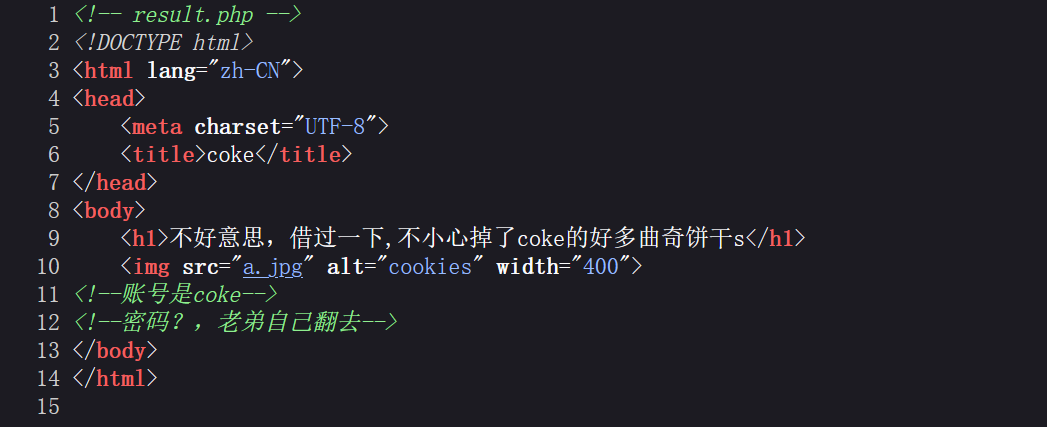 1 <!-- result.php -->
2 <!DOCTYPE html>
3 <html lang="zh-CN">
4 <head>
5     <meta charset="UTF-8">
6     <title>coke</title>
7 </head>
8 <body>
9     <h1>不好意思，借过一下,不小心掉了coke的好多曲奇饼干s</h1>
10     <img src="a.jpg" alt="cookies" width="400">
11 <!--账号是coke-->
12 <!--密码？，老弟自己翻去-->
13 </body>
14 </html>
15